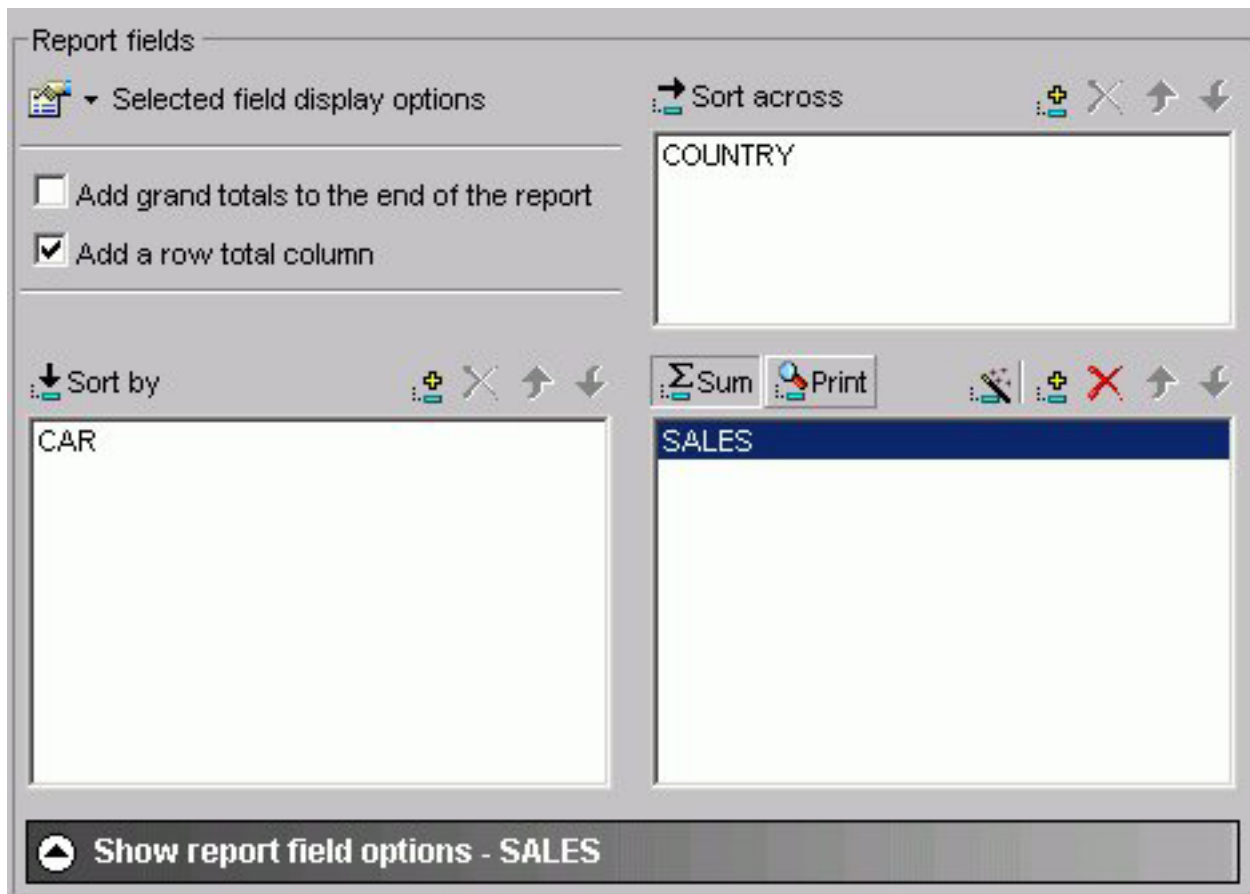 Report fields
Selected field display options
Sort across
COUNTRY
Add grand totals to the end of the report
Add a row total column
Sort by
CAR
Sum Print
SALES
Show report field options - SALES